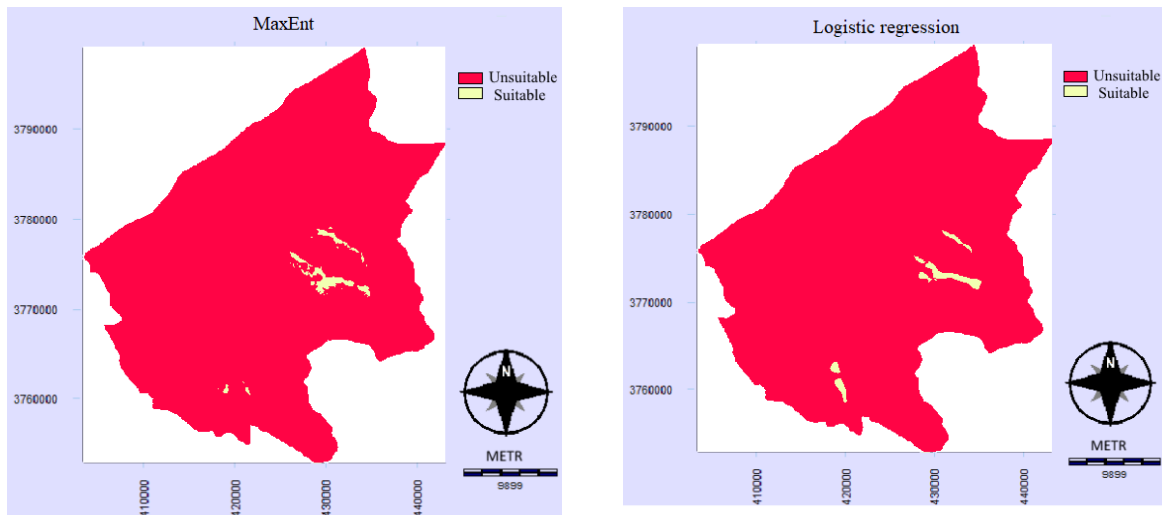 MaxEnt
Unsuitable
Suitable
3790000
3780000
3770000
3760000
N
METR
9899
410000
420000
430000
440000
Logistic regression
Unsuitable
Suitable
3790000
3780000
3770000
3760000
N
METR
9899
410000
420000
430000
440000